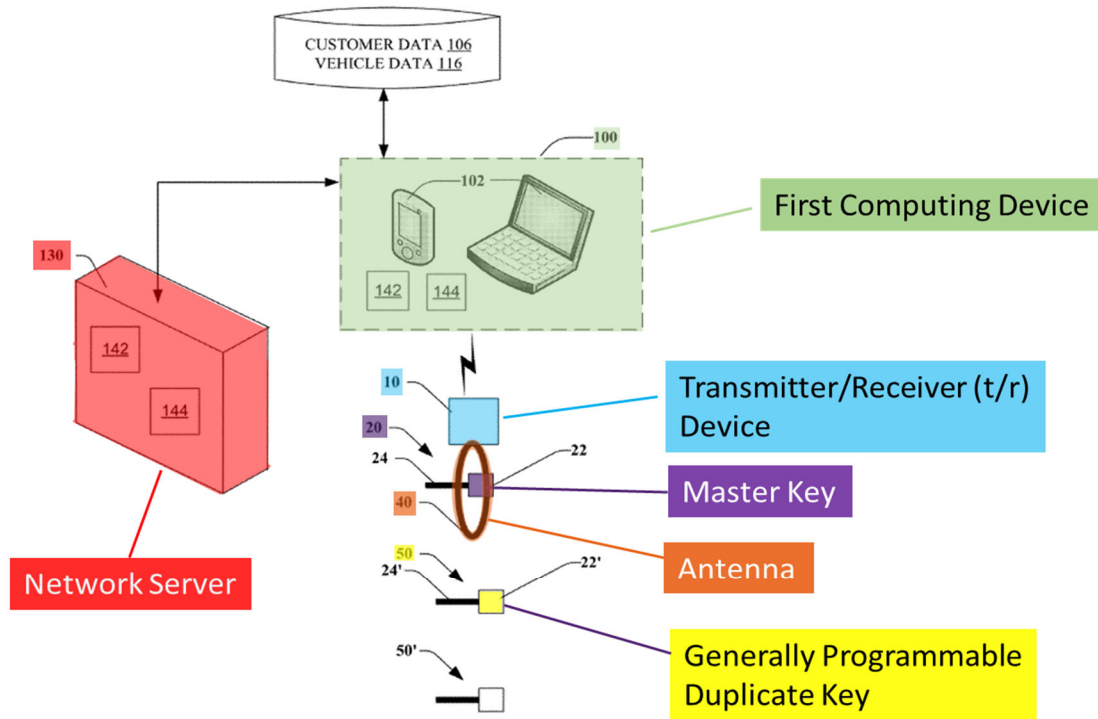 CUSTOMER DATA 106
VEHICLE DATA 116
100
102
First Computing Device
130
142
144
142
144
10
Transmitter/Receiver (t/r)
Device
20
24
22
Master Key
40
Antenna
Network Server
50
24'
22'
Generally Programmable
Duplicate Key
50'